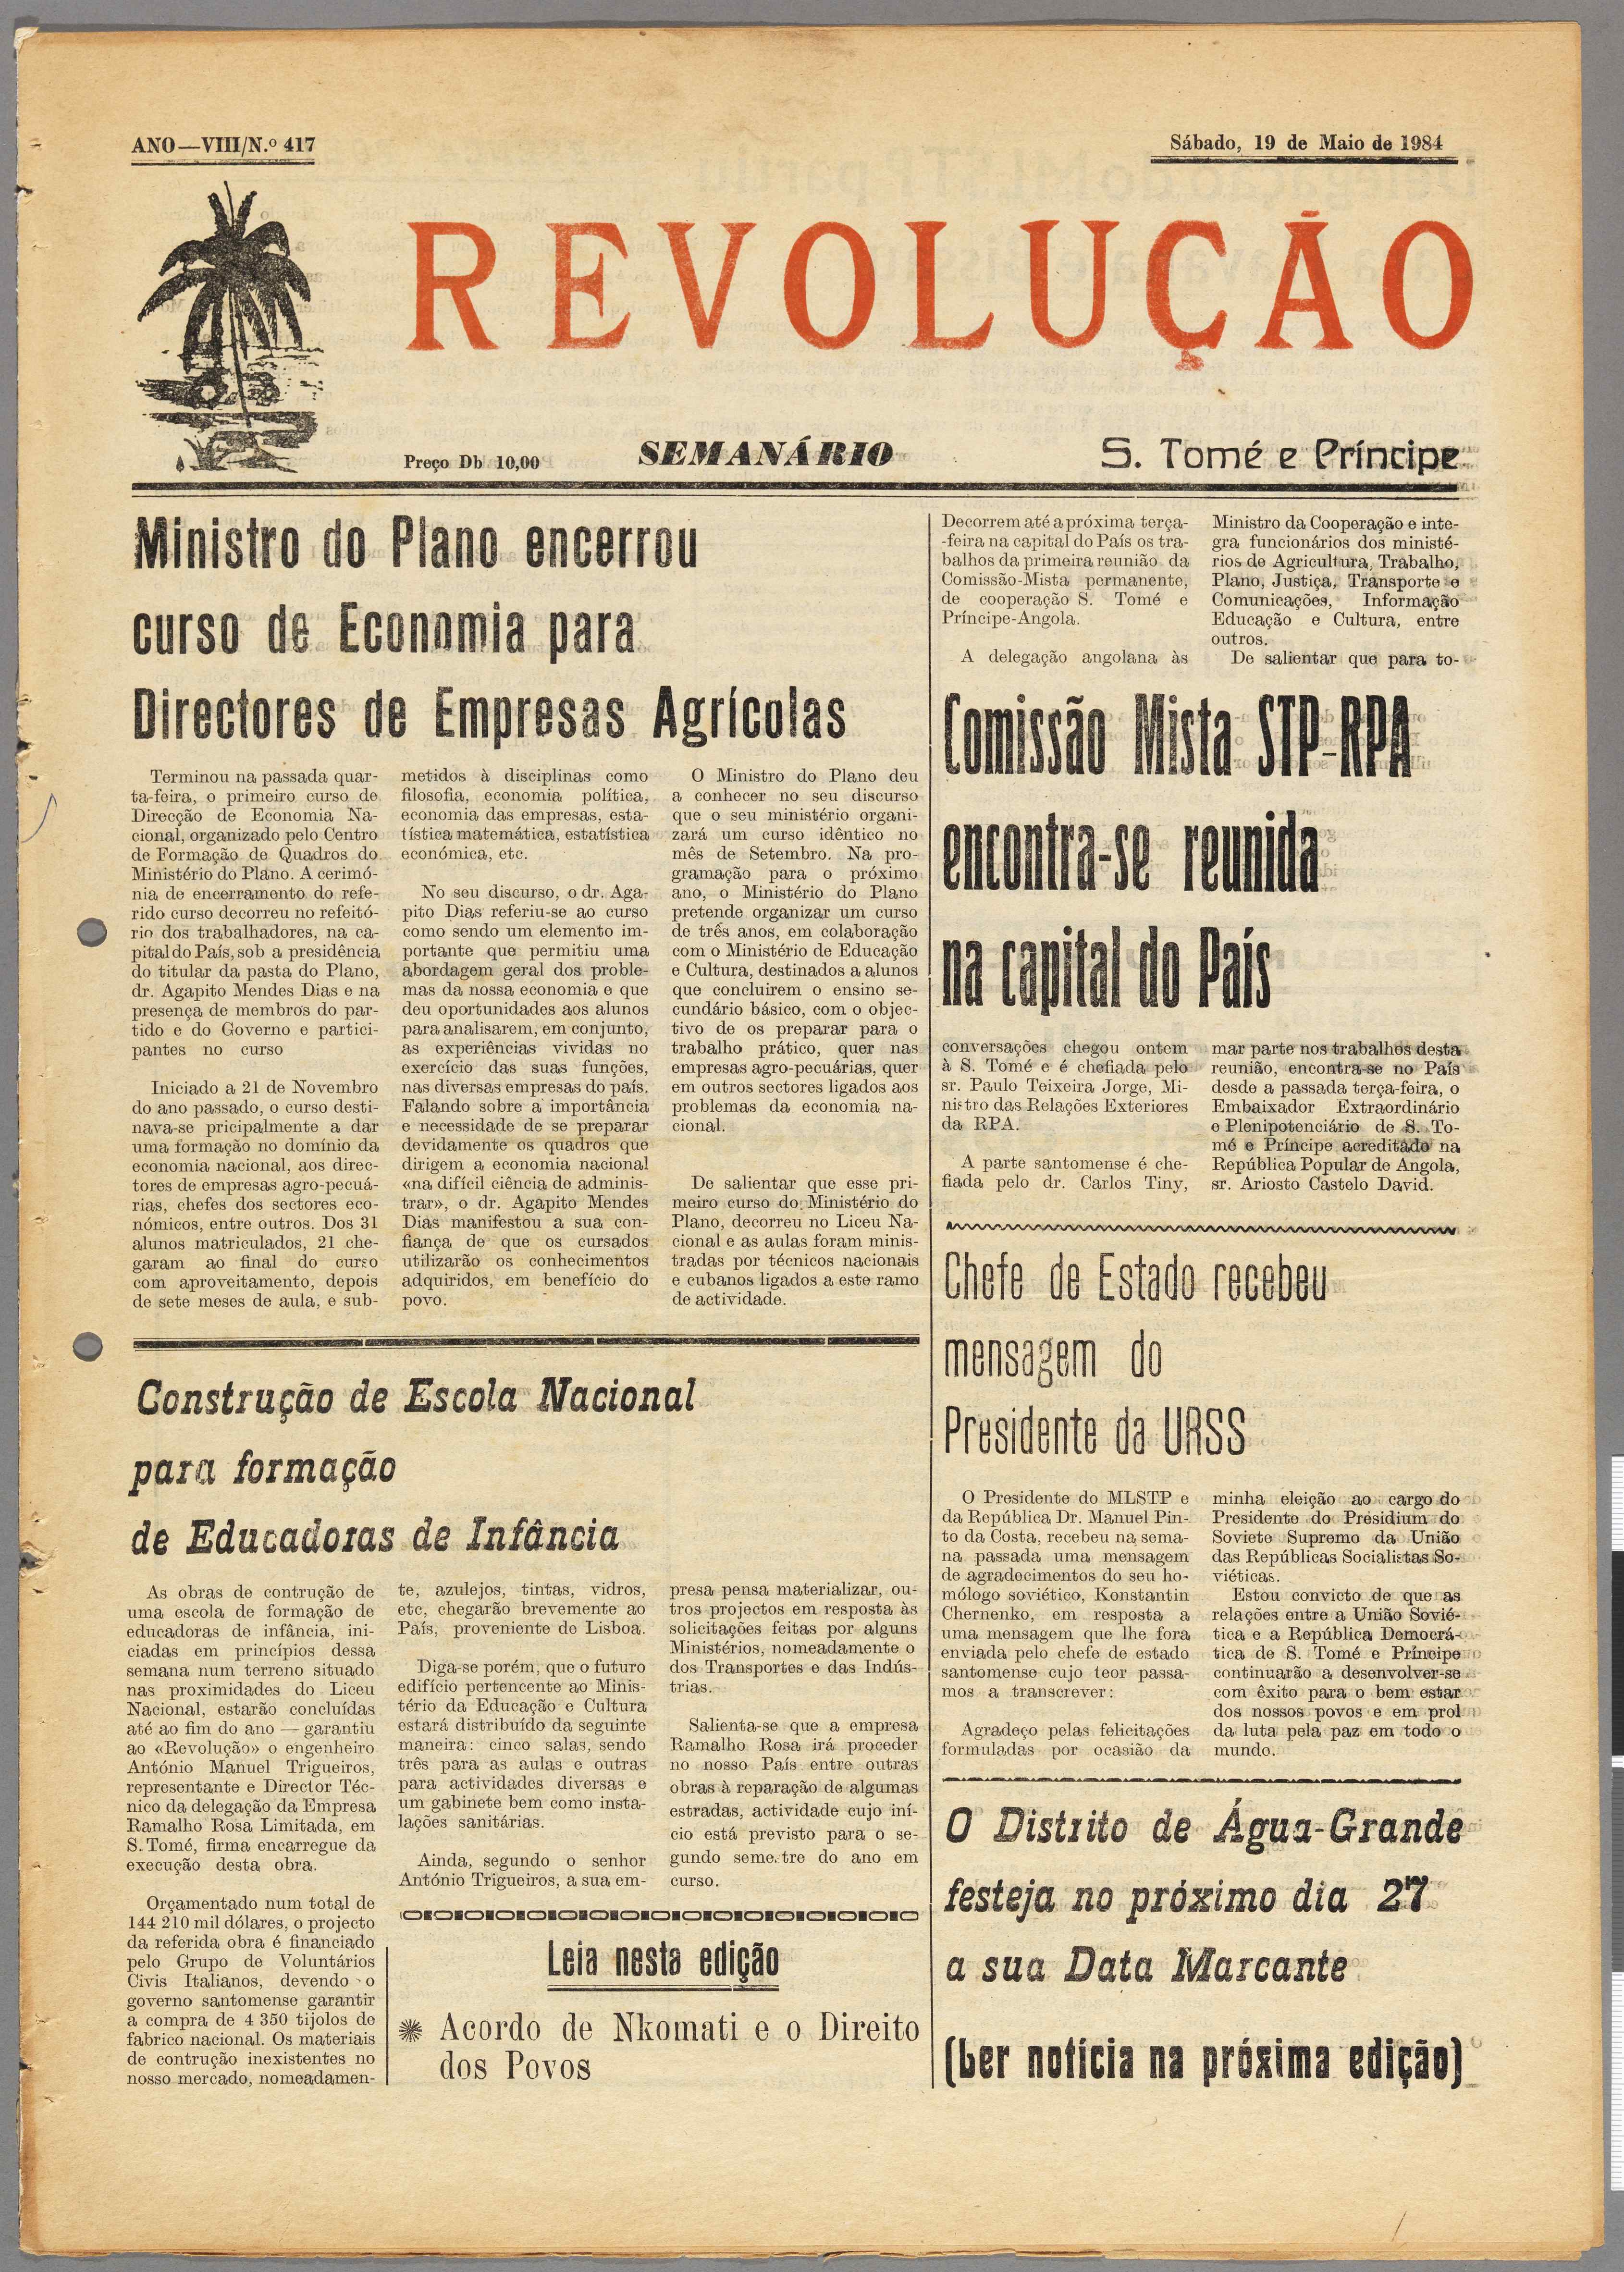 ANO—VIII/N.º 417
Sábado, 19 de Maio de 1984
REVOLUÇÃO
Preço Db 10,00
SEMANÁRIO
S. Tomé e Príncipe
Ministro do Plano encerrou
curso de Economia para
Directores de Empresas Agrícolas
Terminou na passada quar-
ta-feira, o primeiro curso de
Direcção de Economia Na-
cional, organizado pelo Centro
de Formação de Quadros do
Ministério do Plano. A cerimó-
nia de encerramento do refe-
rido curso decorreu no refeitó-
rio dos trabalhadores, na ca-
pital do País, sob a presidência
do titular da pasta do Plano,
dr. Agapito Mendes Dias e na
presença de membros do par-
tido e do Governo e partici-
pantes no curso
Iniciado a 21 de Novembro
do ano passado, o curso desti-
nava-se pricipalmente a dar
uma formação no domínio da
economia nacional, aos direc-
tores de empresas agro-pecuá-
rias, chefes dos sectores eco-
nómicos, entre outros. Dos 31
alunos matriculados, 21 che-
garam ao final do curso
com aproveitamento, depois
de sete meses de aula, e sub-
metidos à disciplinas como
filosofia, economia política,
economia das empresas, esta-
tística matemática, estatística
económica, etc.
No seu discurso, o dr. Aga-
pito Dias referiu-se ao curso
como sendo um elemento im-
portante que permitiu uma
abordagem geral dos proble-
mas da nossa economia e que
deu oportunidades aos alunos
para analisarem, em conjunto,
as experiências vividas no
exercício das suas funções,
nas diversas empresas do país.
Falando sobre a importância
e necessidade de se preparar
devidamente os quadros que
dirigem a economia nacional
«na difícil ciência de adminis-
trar», o dr. Agapito Mendes
Dias manifestou a sua con-
fiança de que os cursados
utilizarão os conhecimentos
adquiridos, em benefício do
povo.
O Ministro do Plano deu
a conhecer no seu discurso
que o seu ministério organi-
zará um curso idêntico no
mês de Setembro. Na pro-
gramação para o próximo
ano, o Ministério do Plano
pretende organizar um curso
de três anos, em colaboração
com o Ministério de Educação
e Cultura, destinados a alunos
que concluirem o ensino se-
cundário básico, com o objec-
tivo de os preparar para o
trabalho prático, quer nas
empresas agro-pecuárias, quer
em outros sectores ligados aos
problemas da economia na-
cional.
De salientar que esse pri-
meiro curso do Ministério do
Plano, decorreu no Liceu Na-
cional e as aulas foram minis-
tradas por técnicos nacionais
e cubanos ligados a este ramo
de actividade.
Construção de Escola Nacional
para formação
de Educadoras de Infância
As obras de contrução de
uma escola de formação de
educadoras de infância, ini-
ciadas em princípios dessa
semana num terreno situado
nas proximidades do Liceu
Nacional, estarão concluídas
até ao fim do ano — garantiu
ao «Revolução» o engenheiro
António Manuel Trigueiros,
representante e Director Téc-
nico da delegação da Empresa
Ramalho Rosa Limitada, em
S. Tomé, firma encarregue da
execução desta obra.
Orçamentado num total de
144 210 mil dólares, o projecto
da referida obra é financiado
pelo Grupo de Voluntários
Civis Italianos, devendo o
governo santomense garantir
a compra de 4 350 tijolos de
fabrico nacional. Os materiais
de contrução inexistentes no
nosso mercado, nomeadamen-
te, azulejos, tintas, vidros,
etc, chegarão brevemente ao
País, proveniente de Lisboa.
Diga-se porém, que o futuro
edifício pertencente ao Minis-
tério da Educação e Cultura
estará distribuído da seguinte
maneira: cinco salas, sendo
três para as aulas e outras
para actividades diversas e
um gabinete bem como insta-
lações sanitárias.
Ainda, segundo o senhor
António Trigueiros, a sua em-
presa pensa materializar, ou-
tros projectos em resposta às
solicitações feitas por alguns
Ministérios, nomeadamente o
dos Transportes e das Indús-
trias.
Salienta-se que a empresa
Ramalho Rosa irá proceder
no nosso País entre outras
obras à reparação de algumas
estradas, actividade cujo iní-
cio está previsto para o se-
gundo semestre do ano em
curso.
Leia nesta edição
Acordo de Nkomati e o Direito
dos Povos
Decorrem até a próxima terça-
-feira na capital do País os tra-
balhos da primeira reunião da
Comissão-Mista permanente,
de cooperação S. Tomé e
Príncipe-Angola.
A delegação angolana às
Ministro da Cooperação e inte-
gra funcionários dos ministé-
rios de Agricultura, Trabalho,
Plano, Justiça, Transporte e
Comunicações, Informação
Educação e Cultura, entre
outros.
De salientar que para to-
Comissão Mista STP-RPA
encontra-se reunida
na capital do País
conversações chegou ontem
à S. Tomé e é chefiada pelo
sr. Paulo Teixeira Jorge, Mi-
nistro das Relações Exteriores
da RPA.
A parte santomense é che-
fiada pelo dr. Carlos Tiny,
mar parte nos trabalhos desta
reunião, encontra-se no País
desde a passada terça-feira, o
Embaixador Extraordinário
e Plenipotenciário de S. To-
mé e Príncipe acreditado na
República Popular de Angola,
sr. Ariosto Castelo David.
Chefe de Estado recebeu
mensagem do
Presidente da URSS
O Presidente do MLSTP e
da República Dr. Manuel Pin-
to da Costa, recebeu na sema-
na passada uma mensagem
de agradecimentos do seu ho-
mólogo soviético, Konstantin
Chernenko, em resposta a
uma mensagem que lhe fora
enviada pelo chefe de estado
santomense cujo teor passa-
mos a transcrever:
Agradeço pelas felicitações
formuladas por ocasião da
minha eleição ao cargo do
Presidente do Présidium do
Soviete Supremo da União
das Repúblicas Socialistas So-
viéticas.
Estou convicto de que as
relações entre a União Sovié-
tica e a República Democrá-
tica de S. Tomé e Príncipe
continuarão a desenvolver-se
com êxito para o bem estar
dos nossos povos e em prol
da luta pela paz em todo o
mundo.
O Distrito de Água-Grande
festeja no próximo dia 27
a sua Data Marcante
(Ler notícia na próxima edição)